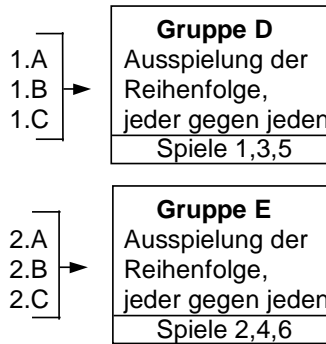 Gruppe D
1.A
Ausspielung der
1.B
Reihenfolge,
1.C
jeder gegen jeden
Spiele 1,3,5
Gruppe E
2.A
Ausspielung der
2.B
Reihenfolge,
2.C
jeder gegen jeden
Spiele 2,4,6